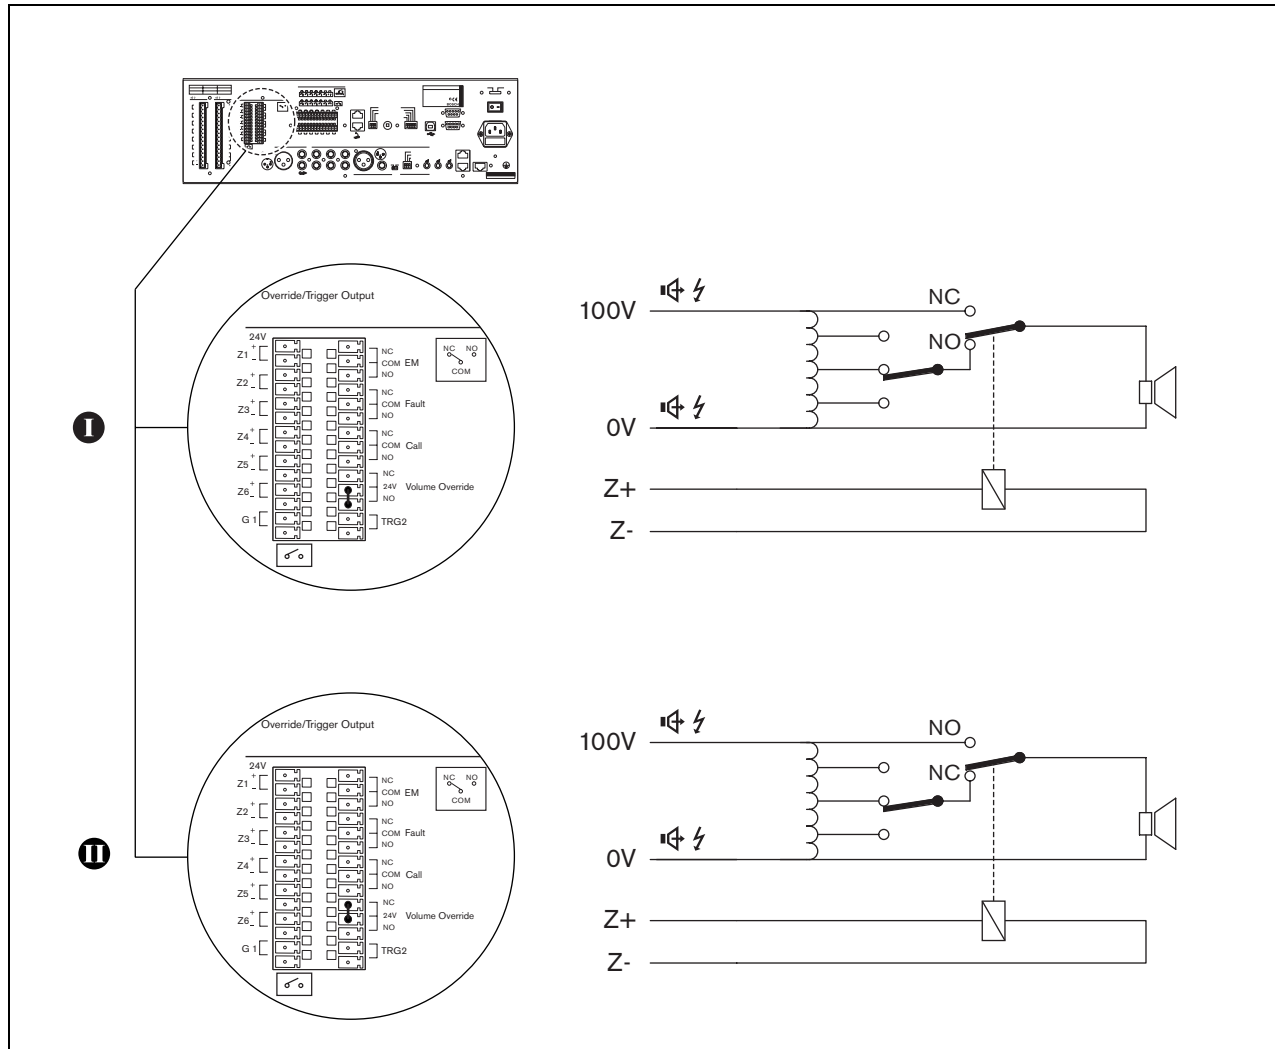 Override/Trigger Output
24V
Z1 + -
Z2 + -
Z3 + -
Z4 + -
Z5 + -
Z6 + -
G 1
NC
COM EM
NO
NC
COM Fault
NO
NC
COM Call
NO
NC
24V Volume Override
NO
TRG2
NC NO
COM
I
100V
NC
NO
0V
Z+
Z-
Override/Trigger Output
24V
Z1 + -
Z2 + -
Z3 + -
Z4 + -
Z5 + -
Z6 + -
G 1
NC
COM EM
NO
NC
COM Fault
NO
NC
COM Call
NO
NC
24V Volume Override
NO
TRG2
NC NO
COM
II
100V
NO
NC
0V
Z+
Z-